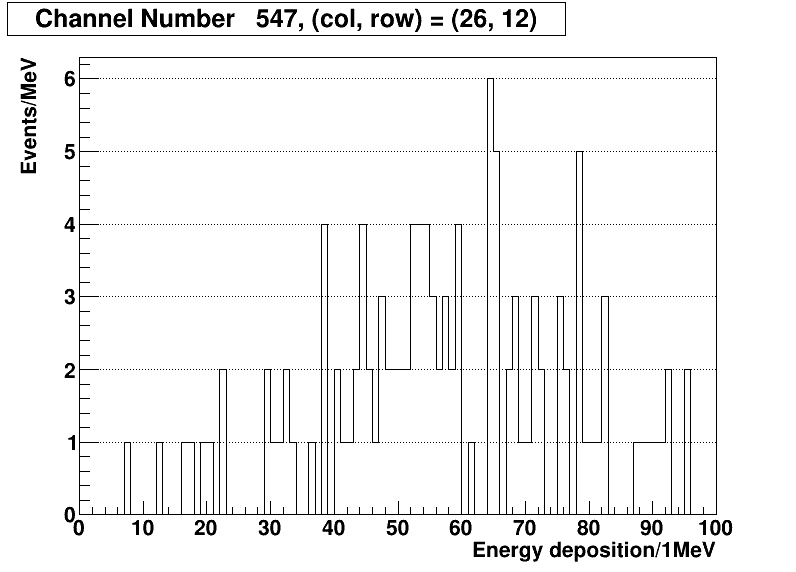 Channel Number 547, (col, row) = (26, 12)
Events/MeV
6
5
4
3
2
1
0
0 10 20 30 40 50 60 70 80 90 100
Energy deposition/1MeV